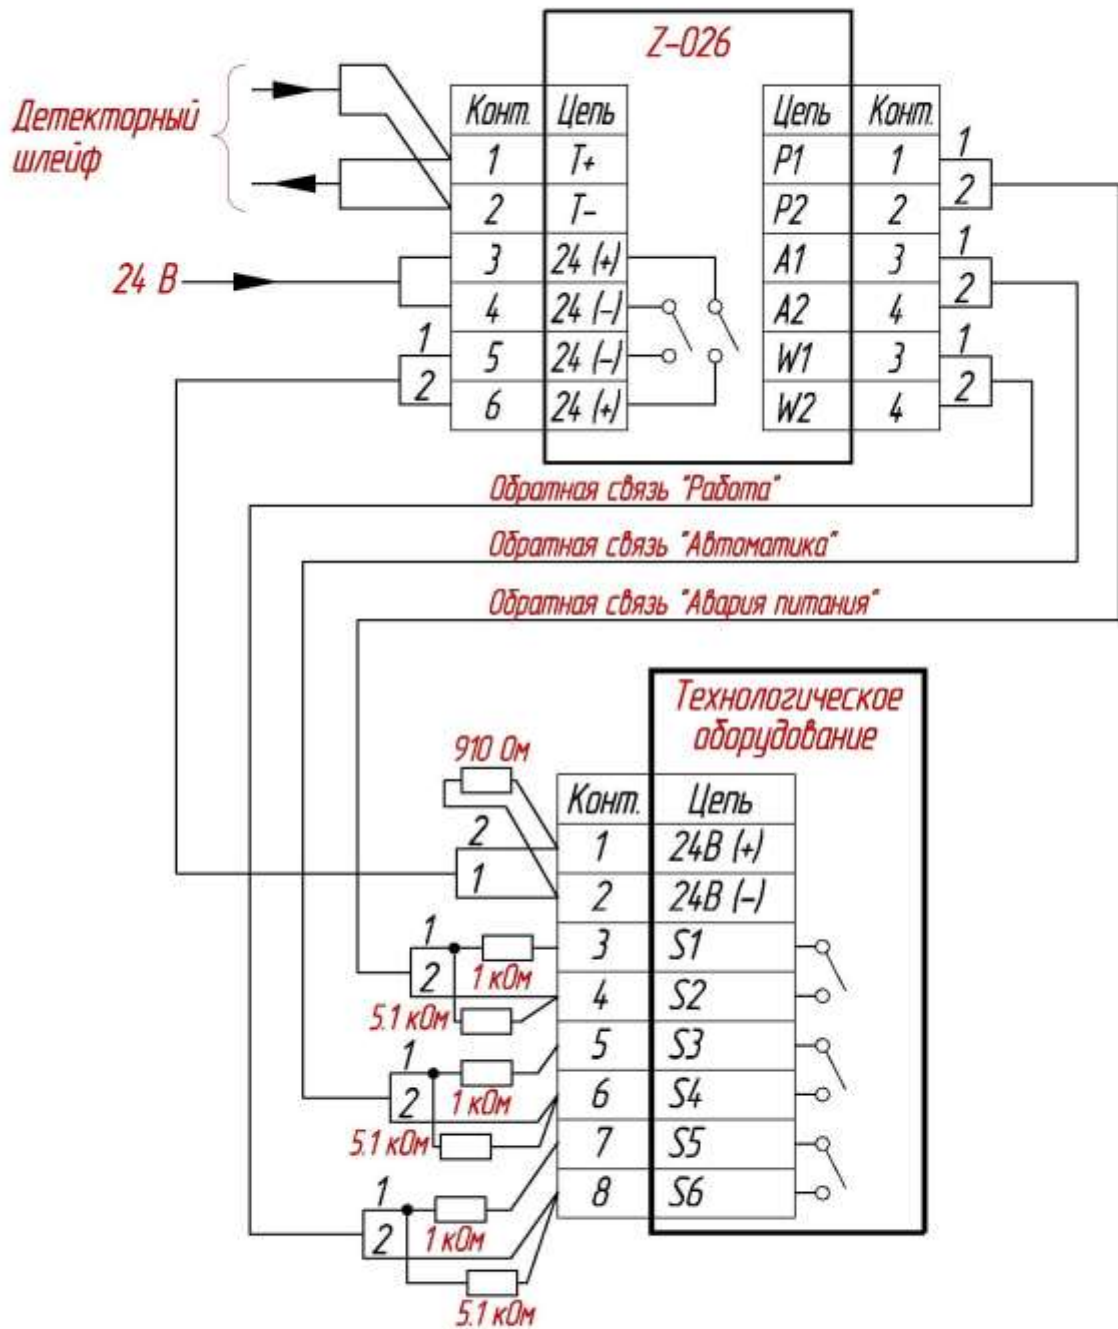 Z-026
Детекторный
шлейф
24 В
Конт. Цепь
1 Т+
2 Т-
3 24 (+)
4 24 (-)
5 24 (-)
6 24 (+)
1
2
Цепь Конт.
P1 1
P2 2
A1 3
A2 4
W1 3
W2 4
1
2
1
2
1
2
Обратная связь "Работа"
Обратная связь "Автоматика"
Обратная связь "Авария питания"
Технологическое
оборудование
910 Ом
Конт. Цепь
1 24В (+)
2 24В (-)
3 S1
4 S2
5 S3
6 S4
7 S5
8 S6
2
1
1
2
1 кОм
5.1 кОм
1
2
1 кОм
5.1 кОм
1
2
1 кОм
5.1 кОм